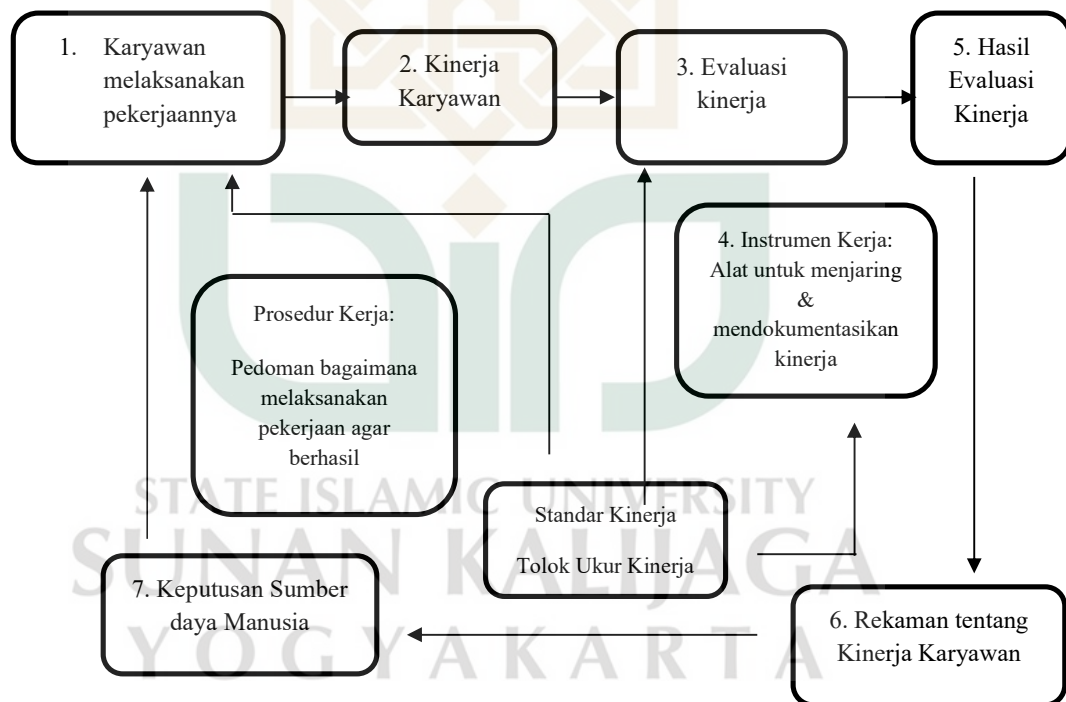 1. Karyawan
melaksanakan
pekerjaannya
2. Kinerja
Karyawan
3. Evaluasi
kinerja
5. Hasil
Evaluasi
Kinerja
4. Instrumen Kerja:
Alat untuk menjaring
&
mendokumentasikan
kinerja
Prosedur Kerja:
Pedoman bagaimana
melaksanakan
pekerjaan agar
berhasil
Standar Kinerja
Tolok Ukur Kinerja
7. Keputusan Sumber
daya Manusia
6. Rekaman tentang
Kinerja Karyawan
STATE ISLAMIC UNIVERSITY
SUNAN KALIJAGA
YOGYAKARTA